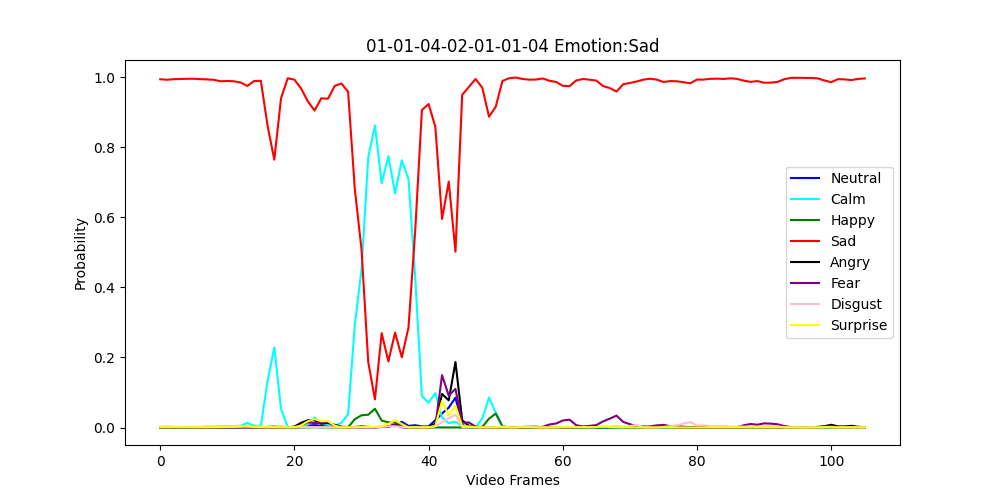 01-01-04-02-01-01-04 Emotion:Sad
1.0
0.8
0.6
0.4
0.2
0.0
Probability
0
20
40
60
80
100
Video Frames
Neutral
Calm
Happy
Sad
Angry
Fear
Disgust
Surprise